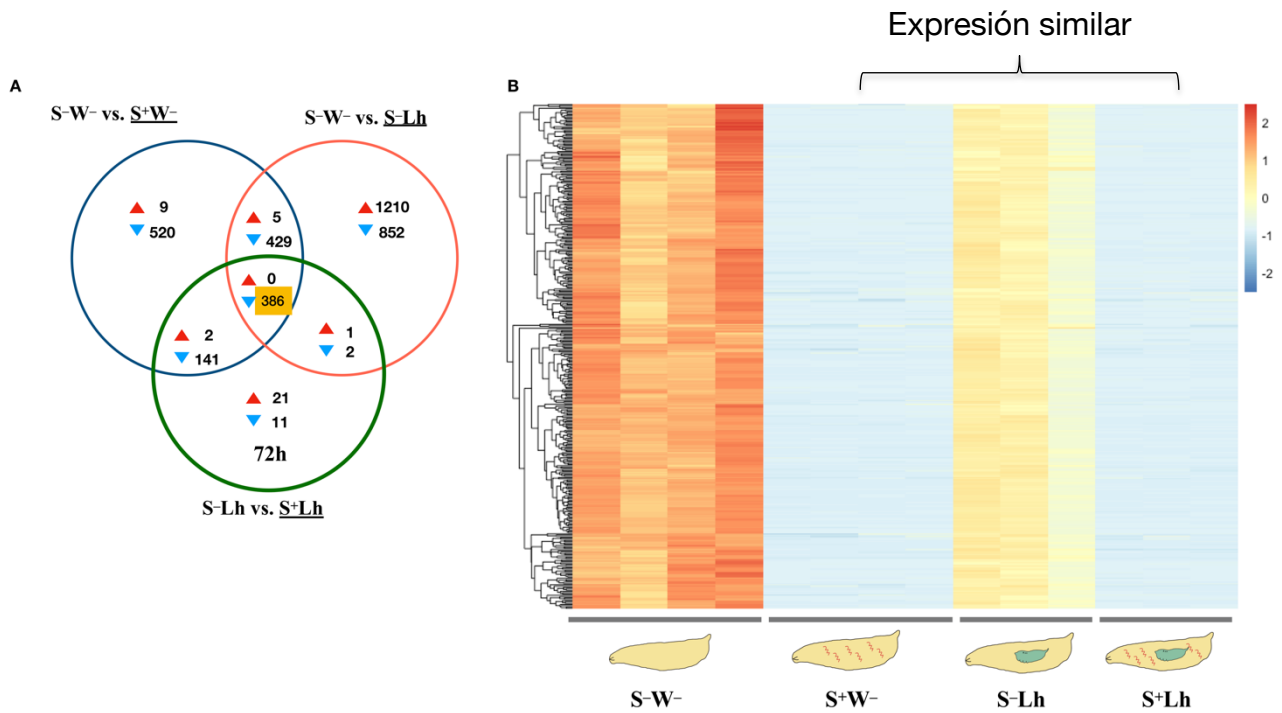 Expresión similar
A
B
S–W– vs. S+W–
S–W– vs. S–Lh
9
520
5
429
1210
852
0
386
2
141
1
2
21
11
72h
S–Lh vs. S+Lh
2
1
0
-1
-2
S–W–
S+W–
S–Lh
S+Lh